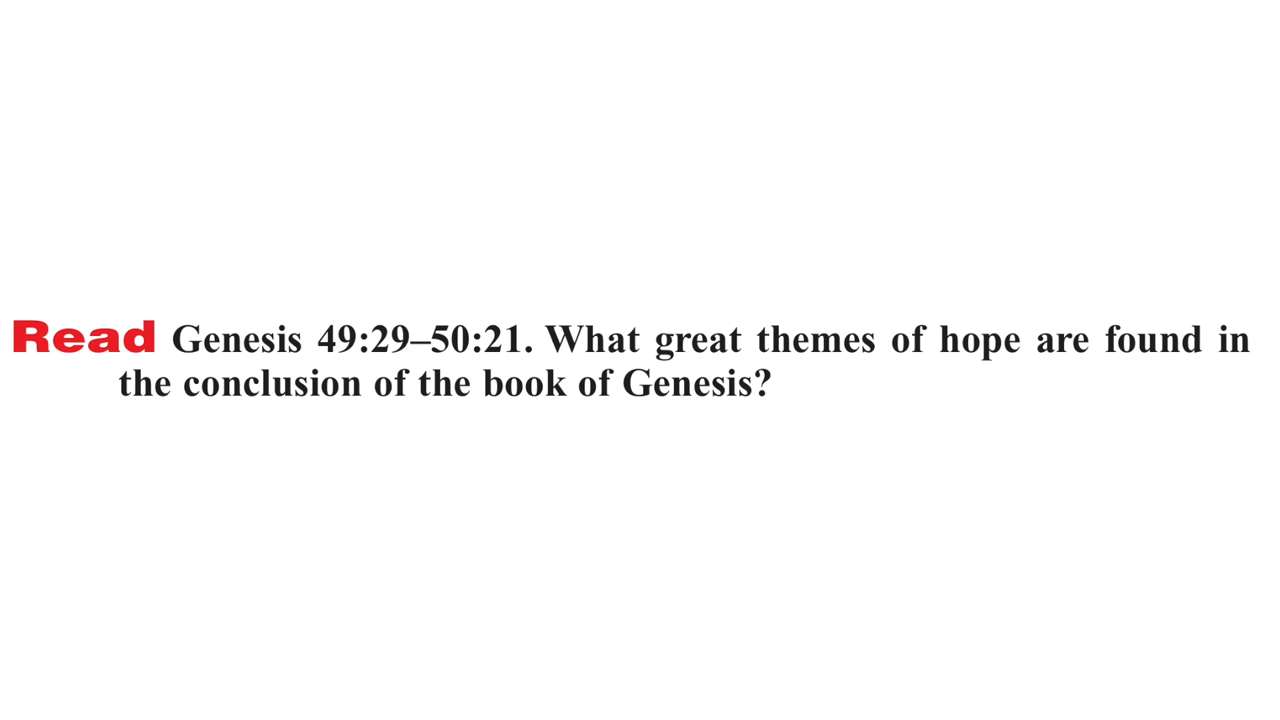 Read Genesis 49:29–50:21. What great themes of hope are found in
the conclusion of the book of Genesis?